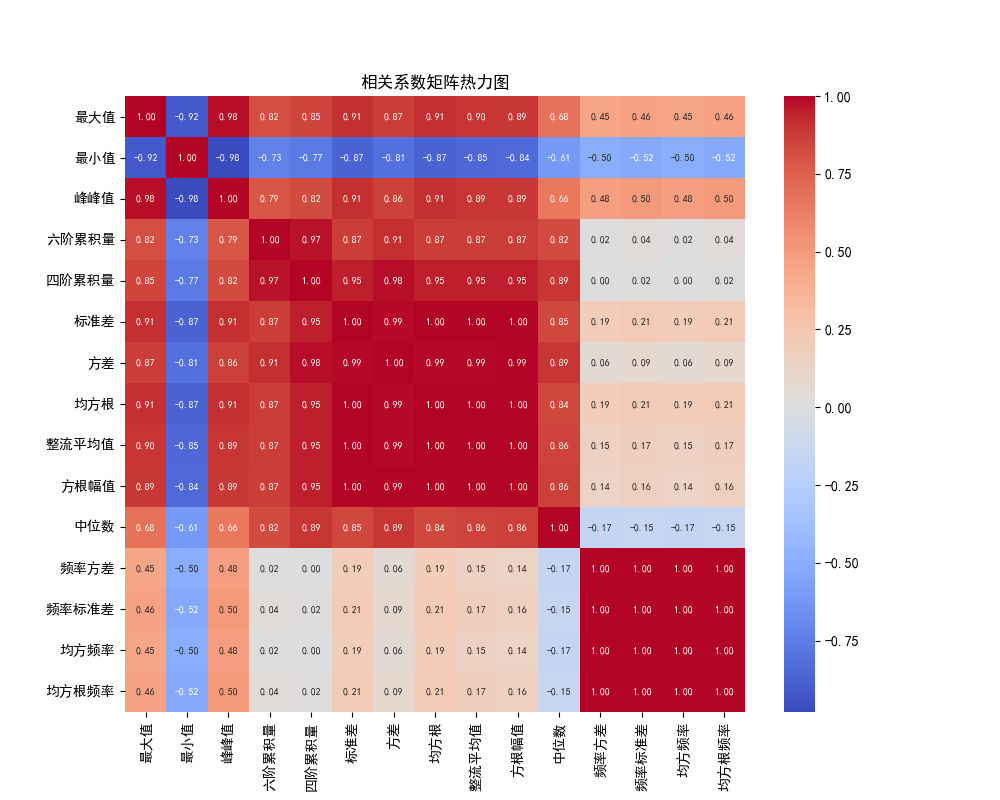 相关系数矩阵热力图
最大值 1.00 -0.92 0.98 0.82 0.85 0.91 0.87 0.91 0.90 0.89 0.68 0.45 0.46 0.45 0.46
最小值 -0.92 1.00 -0.98 -0.73 -0.77 -0.87 -0.81 -0.87 -0.85 -0.84 -0.61 -0.50 -0.52 -0.50 -0.52
峰峰值 0.98 -0.98 1.00 0.79 0.82 0.91 0.86 0.91 0.89 0.89 0.66 0.48 0.50 0.48 0.50
六阶累积量 0.82 -0.73 0.79 1.00 0.97 0.87 0.91 0.87 0.87 0.87 0.82 0.02 0.04 0.02 0.04
四阶累积量 0.85 -0.77 0.82 0.97 1.00 0.95 0.98 0.95 0.95 0.95 0.89 0.00 0.02 0.00 0.02
标准差 0.91 -0.87 0.91 0.87 0.95 1.00 0.99 1.00 1.00 1.00 0.85 0.19 0.21 0.19 0.21
方差 0.87 -0.81 0.86 0.91 0.98 0.99 1.00 0.99 0.99 0.99 0.89 0.06 0.09 0.06 0.09
均方根 0.91 -0.87 0.91 0.87 0.95 1.00 0.99 1.00 1.00 1.00 0.84 0.19 0.21 0.19 0.21
整流平均值 0.90 -0.85 0.89 0.87 0.95 1.00 0.99 1.00 1.00 1.00 0.86 0.15 0.17 0.15 0.17
方根幅值 0.89 -0.84 0.89 0.87 0.95 1.00 0.99 1.00 1.00 1.00 0.86 0.14 0.16 0.14 0.16
中位数 0.68 -0.61 0.66 0.82 0.89 0.85 0.89 0.84 0.86 0.86 1.00 -0.17 -0.15 -0.17 -0.15
频率方差 0.45 -0.50 0.48 0.02 0.00 0.19 0.06 0.19 0.15 0.14 -0.17 1.00 1.00 1.00 1.00
频率标准差 0.46 -0.52 0.50 0.04 0.02 0.21 0.09 0.21 0.17 0.16 -0.15 1.00 1.00 1.00 1.00
均方频率 0.45 -0.50 0.48 0.02 0.00 0.19 0.06 0.19 0.15 0.14 -0.17 1.00 1.00 1.00 1.00
均方根频率 0.46 -0.52 0.50 0.04 0.02 0.21 0.09 0.21 0.17 0.16 -0.15 1.00 1.00 1.00 1.00
最大值
最小值
峰峰值
六阶累积量
四阶累积量
标准差
方差
均方根
整流平均值
方根幅值
中位数
频率方差
频率标准差
均方频率
均方根频率
1.00
0.75
0.50
0.25
0.00
-0.25
-0.50
-0.75